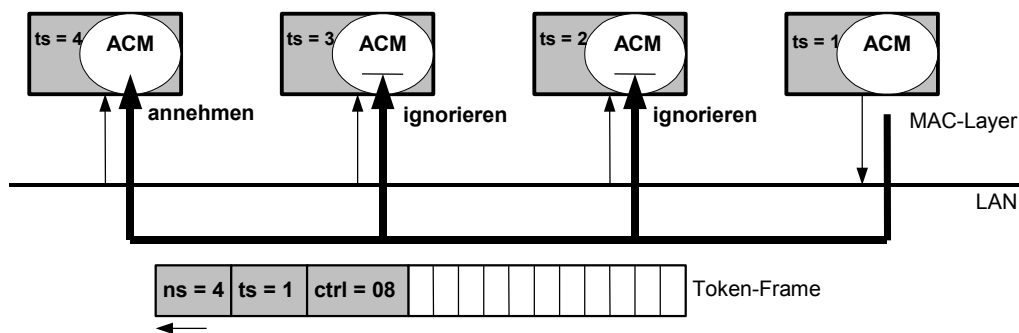 ts = 4 ACM ts = 3 ACM ts = 2 ACM ts = 1 ACM
annehmen ignorieren ignorieren MAC-Layer
LAN
ns = 4 ts = 1 ctrl = 08 Token-Frame